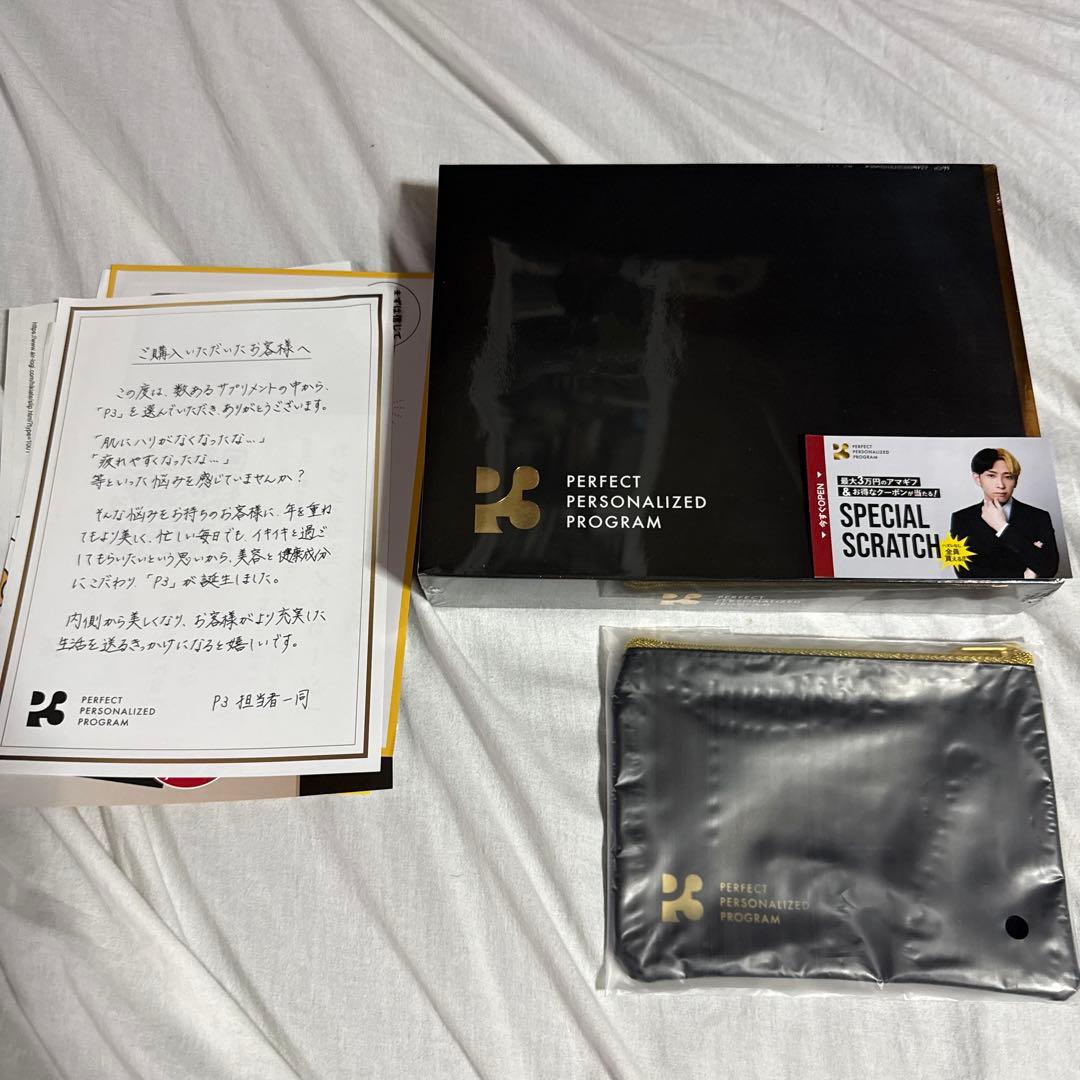 ご購入いただいたお客様へ
この度は、数あるサプリメントの中から、
「P3」を選んでいただき、ありがとうございます。
「肌にハリがなくなったな…」
「疲れやすくなったな…」
等といった悩みを感じていませんか?
そんな悩みをお持ちのお客様に、年を重ね
てもより美しく、忙しい毎日でも、イキイキと過ご
してもらいたいという思いから、美容と健康成分
にこだわり、「P3」が誕生しました。
内側から美しくなり、お客様がより充実した
生活を送るきっかけになると嬉しいです。
P3 担当者一同
PERFECT
PERSONALIZED
PROGRAM
まずは信じて
PERFECT
PERSONALIZED
PROGRAM
今すぐOPEN
PERFECT
PERSONALIZED
PROGRAM
最大3万円のアマギフ
&お得なクーポンが当たる!
SPECIAL
SCRATCH
ハズレなし
全員
貰える!!
PERFECT
PERSONALIZED
PERFECT
PERSONALIZED
PROGRAM